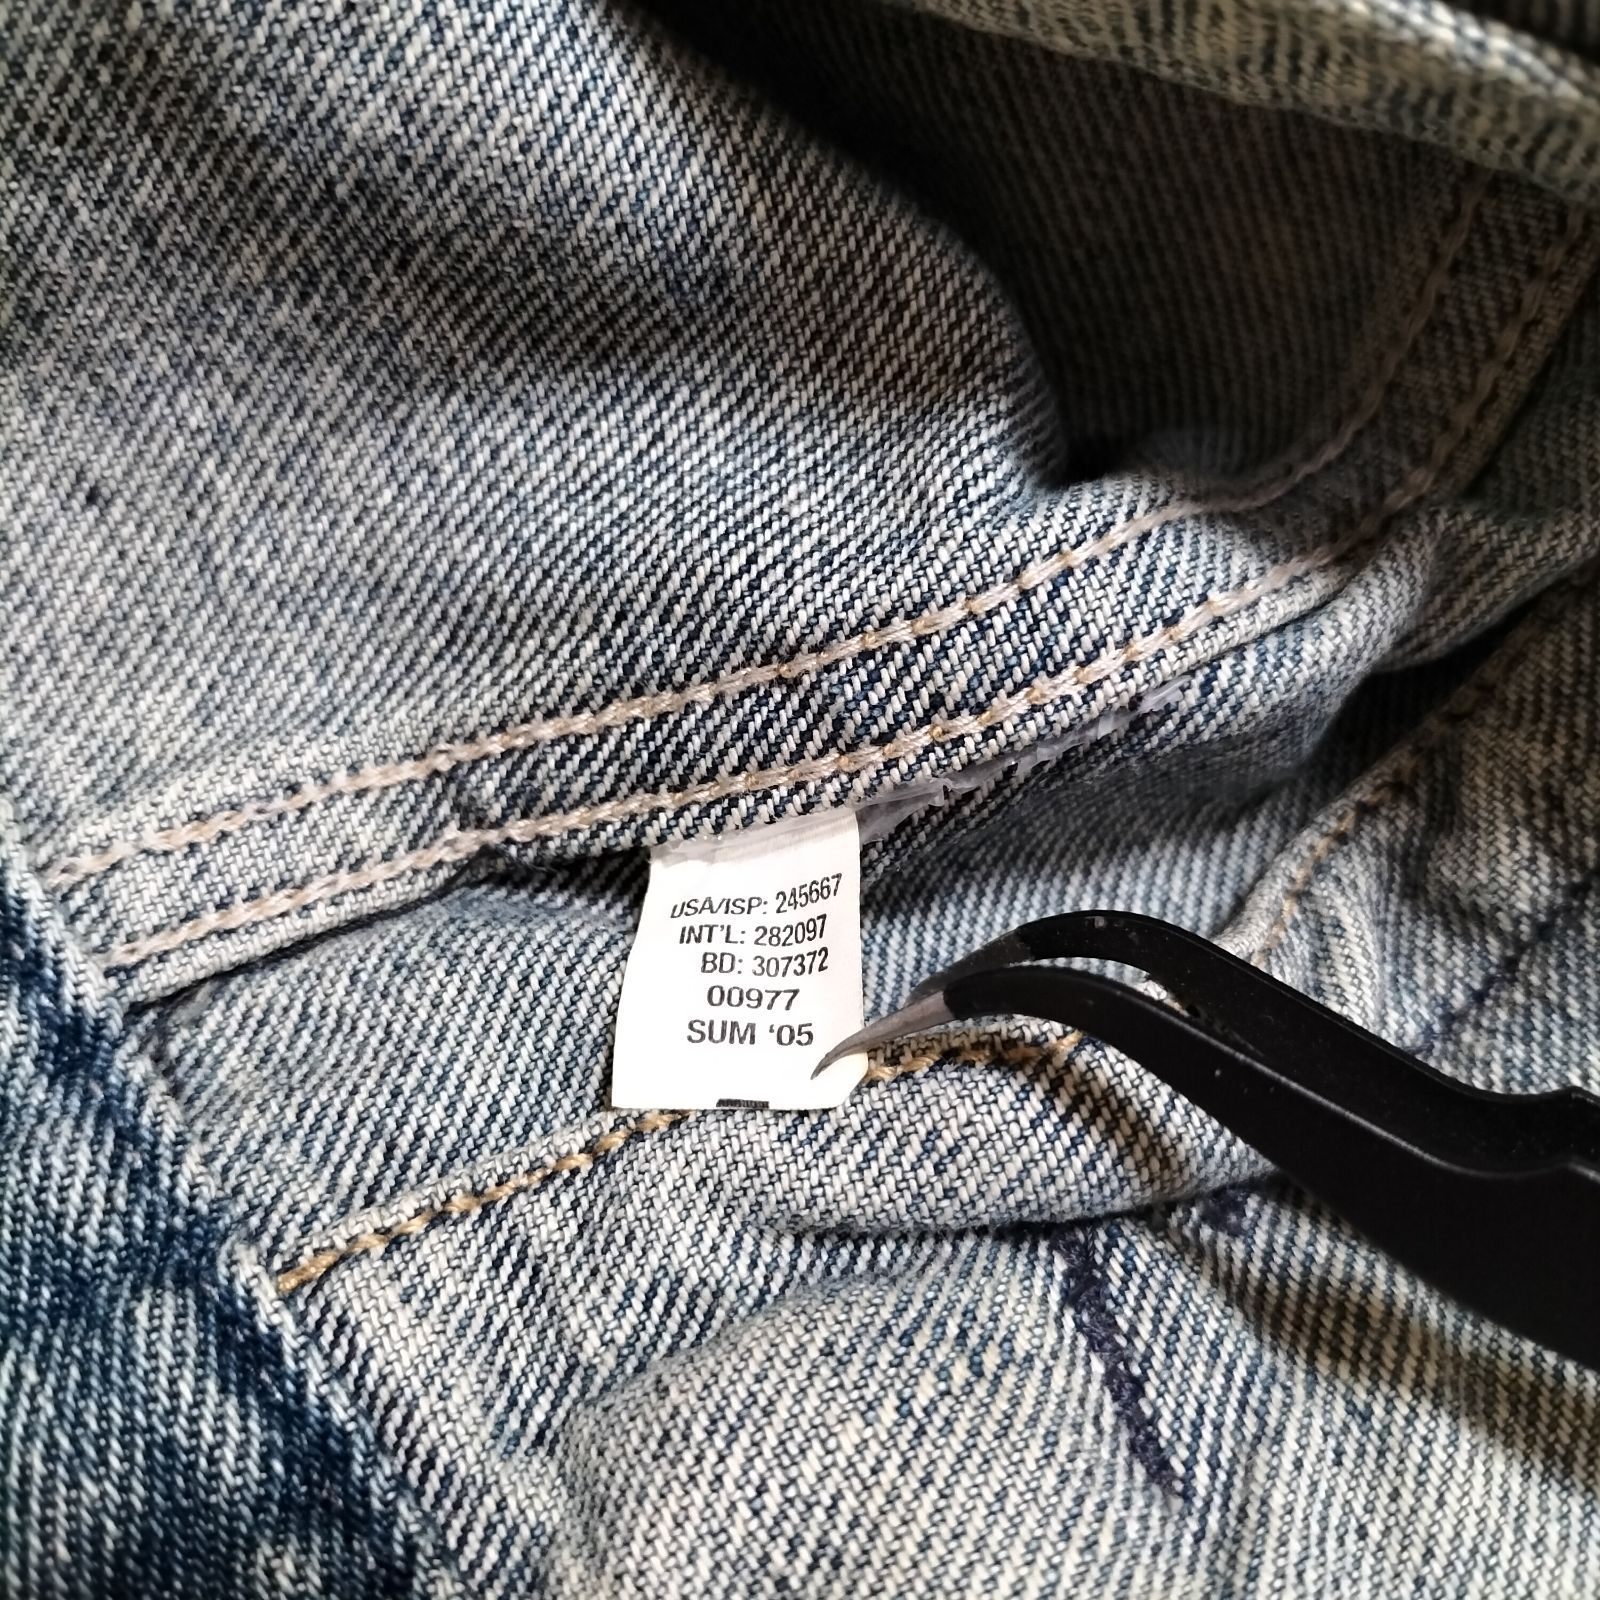 USA/ISP: 245667
INT'L: 282097
BD: 307372
00977
SUM '05